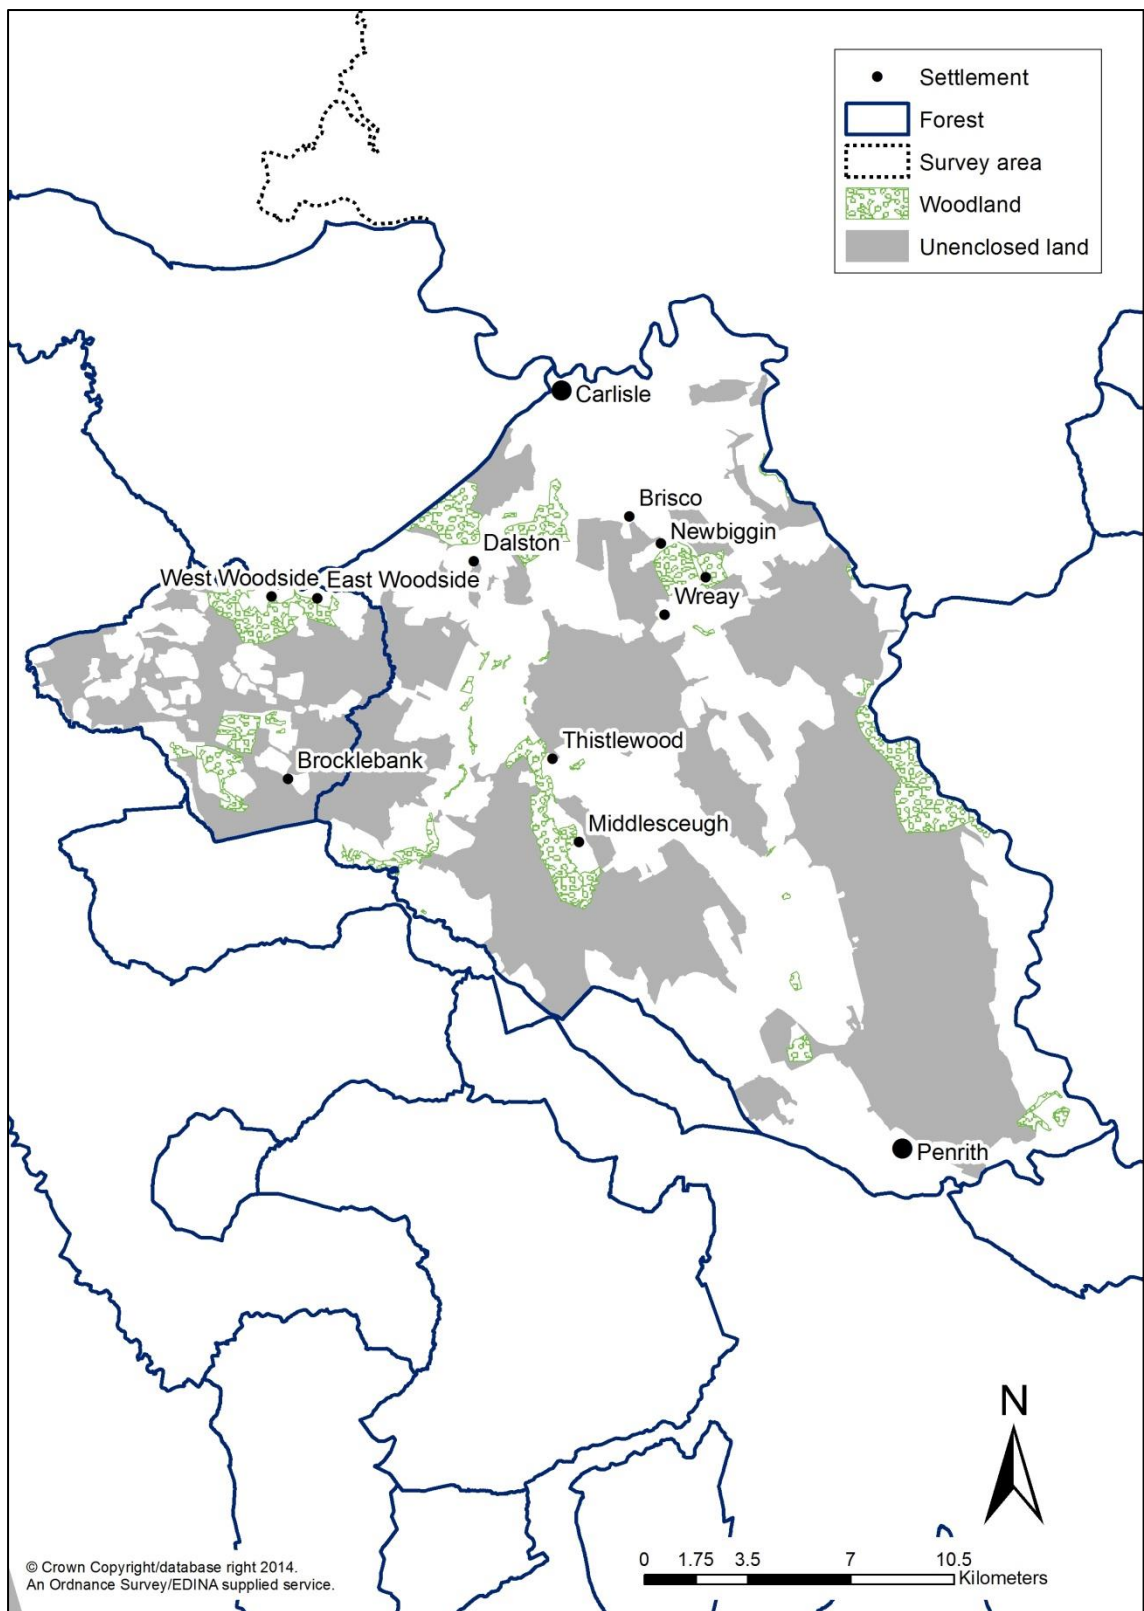 Settlement
Forest
Survey area
Woodland
Unenclosed land
Carlisle
Brisco
Newbiggin
Dalston
West Woodside
East Woodside
Wreay
Thistlewood
Brocklebank
Middlesceugh
Penrith
N
0 1.75 3.5 7 10.5
Kilometers
© Crown Copyright/database right 2014.
An Ordnance Survey/EDINA supplied service.